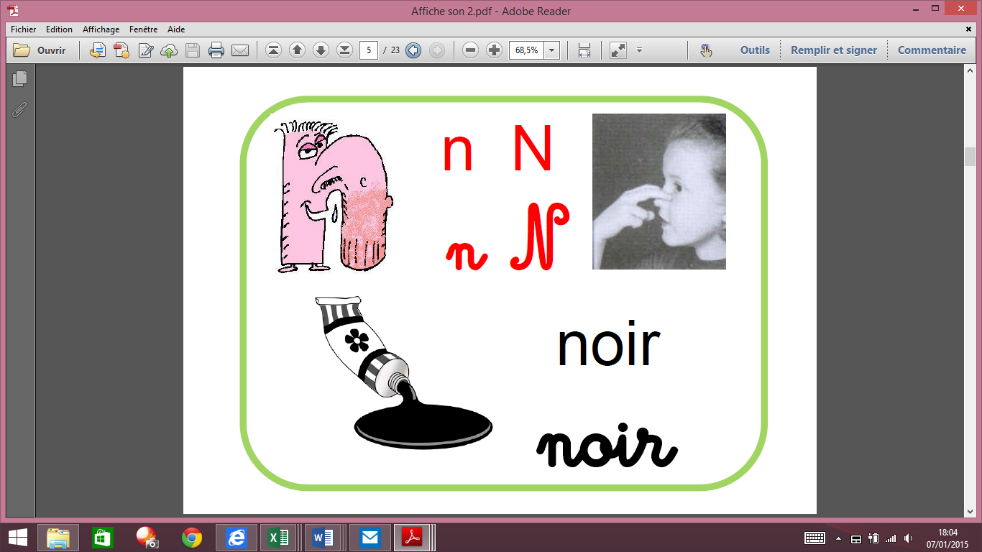 Affiche son 2.pdf - Adobe Reader
Fichier Edition Affichage Fenêtre Aide
Ouvrir 5 / 23 68,5% Outils Remplir et signer Commentaire
n N
n N
noir
noir
18:04
07/01/2015